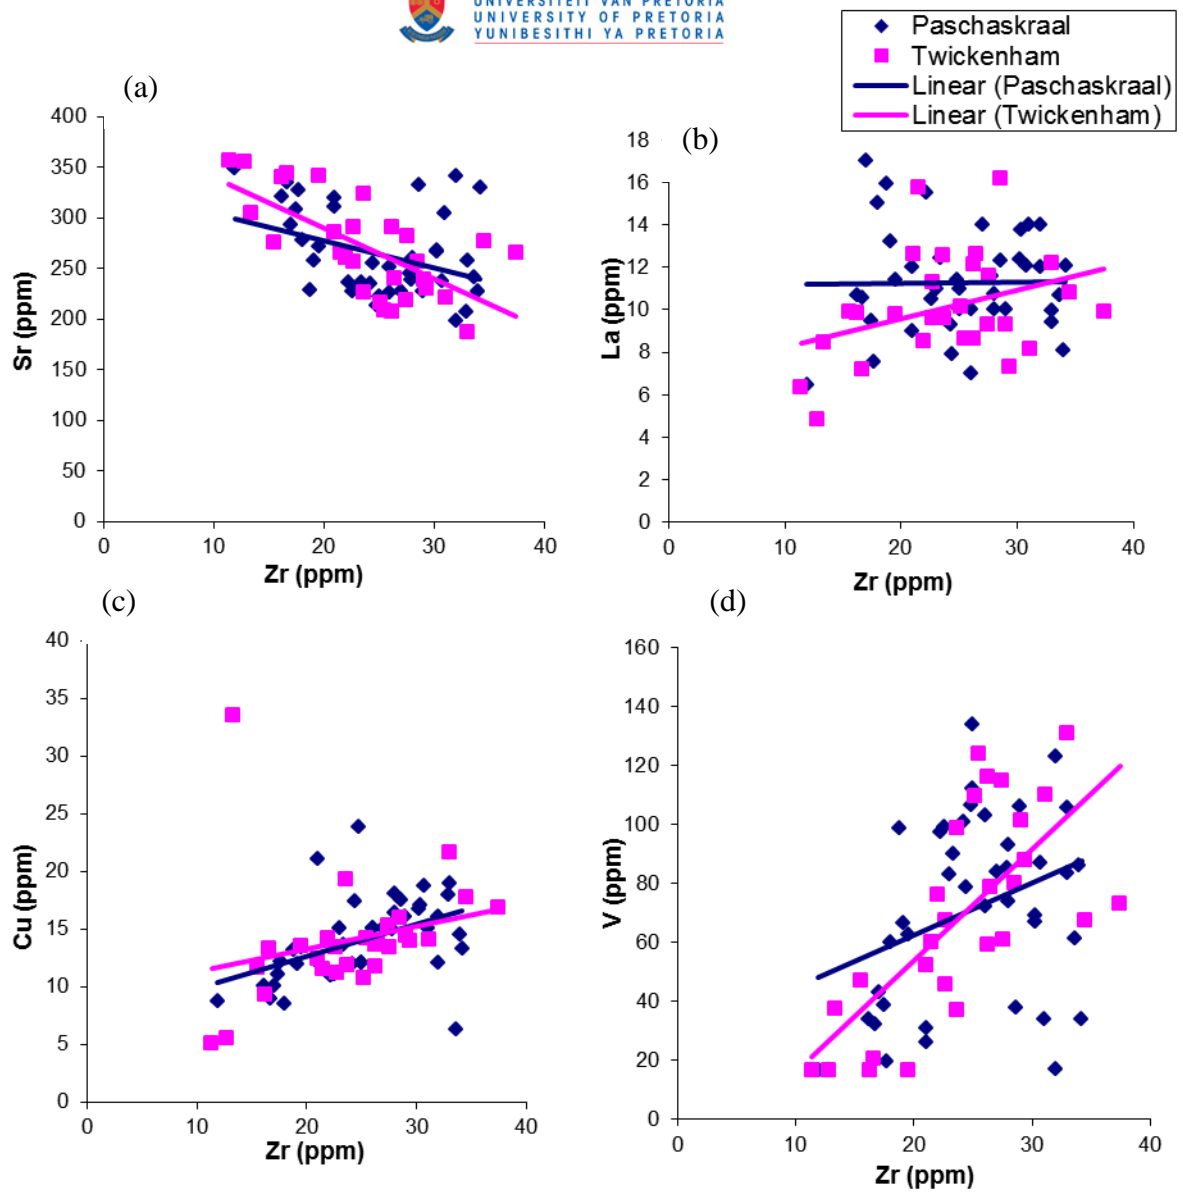 UNIVERSITEIT VAN PRETORIA
UNIVERSITY OF PRETORIA
YUNIBESITHI YA PRETORIA
Paschaskraal
Twickenham
Linear (Paschaskraal)
Linear (Twickenham)
(a)
400
350
300
250
200
150
100
50
0
Sr (ppm)
0 10 20 30 40
Zr (ppm)
(b)
18
16
14
12
10
8
6
4
2
0
La (ppm)
0 10 20 30 40
Zr (ppm)
(c)
40
35
30
25
20
15
10
5
0
Cu (ppm)
0 10 20 30 40
Zr (ppm)
(d)
160
140
120
100
80
60
40
20
0
V (ppm)
0 10 20 30 40
Zr (ppm)